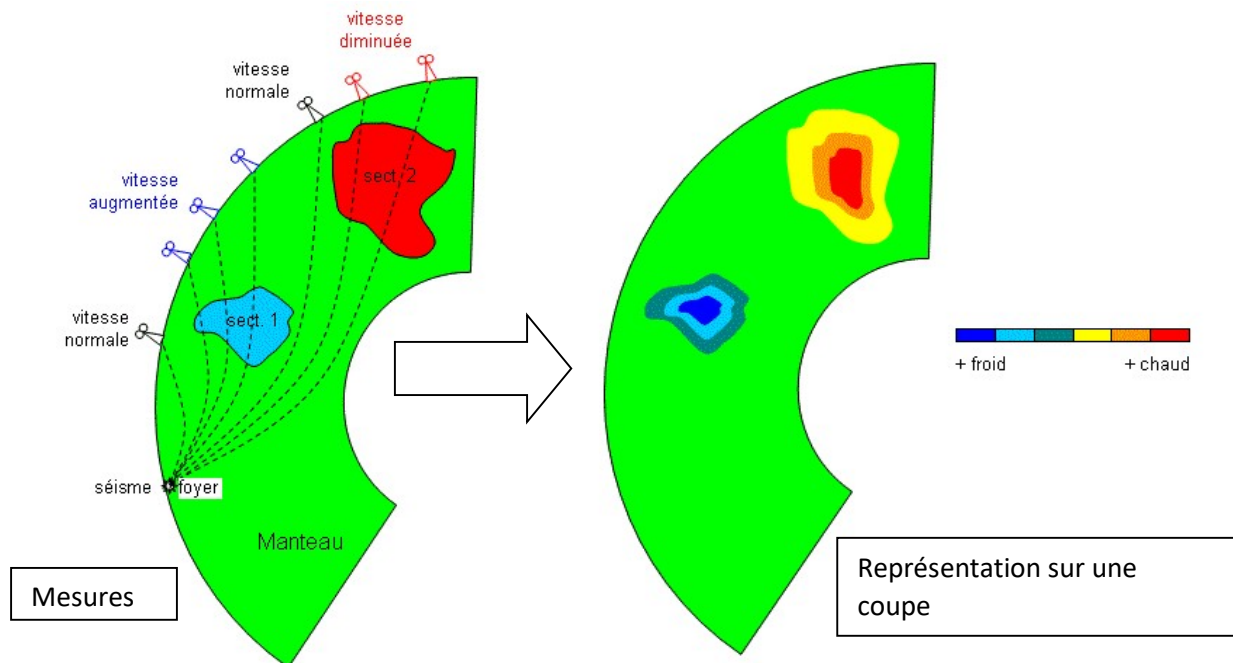 vitesse
diminuée
vitesse
normale
vitesse
augmentée
sect. 2
sect. 1
vitesse
normale
séisme
foyer
Manteau
Mesures
+ froid
+ chaud
Représentation sur une
coupe